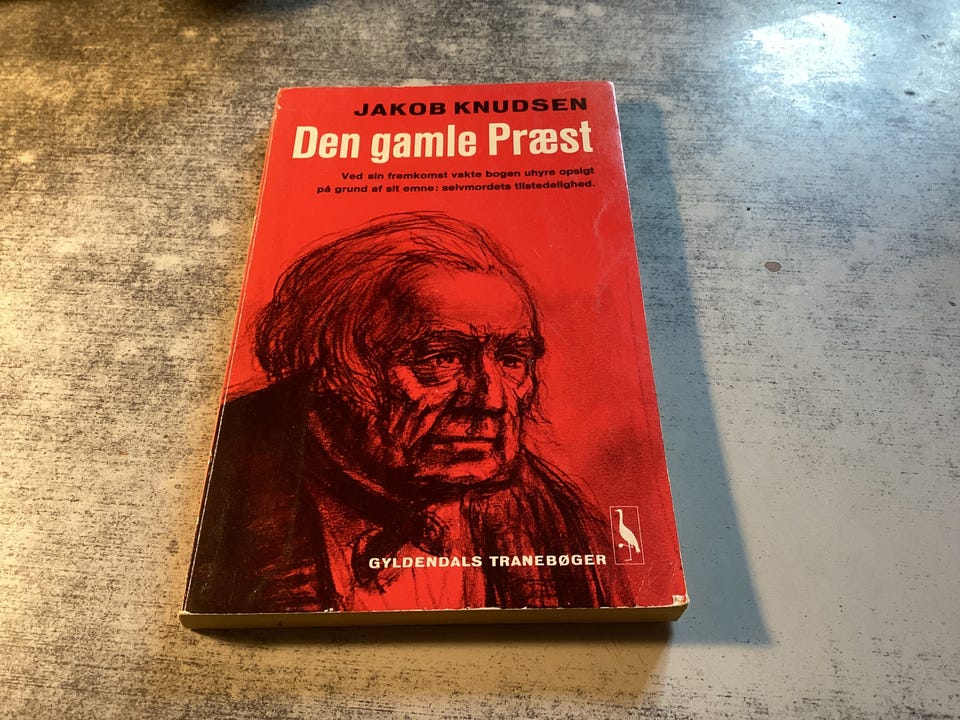 JAKOB KNUDSEN
Den gamle Præst
Ved sin fremkomst vakte bogen uhyre opsigt
på grund af sit emne: selvmordets tilstedelighed.
GYLDENDALS TRANEBØGER